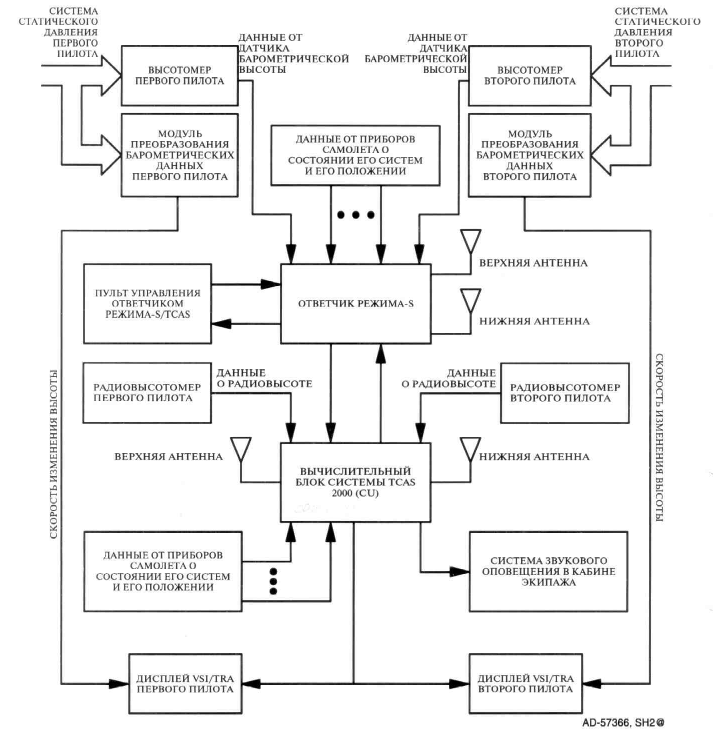 СИСТЕМА
СТАТИЧЕСКОГО
ДАВЛЕНИЯ
ПЕРВОГО
ПИЛОТА
ДАННЫЕ ОТ
ДАТЧИКА
БАРОМЕТРИЧЕСКОЙ
ВЫСОТЫ
ДАННЫЕ ОТ
ДАТЧИКА
БАРОМЕТРИЧЕСКОЙ
ВЫСОТЫ
СИСТЕМА
СТАТИЧЕСКОГО
ДАВЛЕНИЯ
ВТОРОГО
ПИЛОТА
ВЫСОТОМЕР
ПЕРВОГО ПИЛОТА
ВЫСОТОМЕР
ВТОРОГО ПИЛОТА
МОДУЛЬ
ПРЕОБРАЗОВАНИЯ
БАРОМЕТРИЧЕСКИХ
ДАННЫХ
ПЕРВОГО ПИЛОТА
ДАННЫЕ ОТ ПРИБОРОВ
САМОЛЕТА О
СОСТОЯНИИ ЕГО СИСТЕМ
И ЕГО ПОЛОЖЕНИИ
МОДУЛЬ
ПРЕОБРАЗОВАНИЯ
БАРОМЕТРИЧЕСКИХ
ДАННЫХ
ВТОРОГО ПИЛОТА
ВЕРХНЯЯ АНТЕННА
ПУЛЬТ УПРАВЛЕНИЯ
ОТВЕТЧИКОМ
РЕЖИМА-S/TCAS
ОТВЕТЧИК РЕЖИМА-S
НИЖНЯЯ АНТЕННА
СКОРОСТЬ ИЗМЕНЕНИЯ ВЫСОТЫ
РАДИОВЫСОТОМЕР
ПЕРВОГО ПИЛОТА
ДАННЫЕ
О РАДИОВЫСОТЕ
ДАННЫЕ
О РАДИОВЫСОТЕ
РАДИОВЫСОТОМЕР
ВТОРОГО ПИЛОТА
СКОРОСТЬ ИЗМЕНЕНИЯ ВЫСОТЫ
ВЕРХНЯЯ АНТЕННА
ВЫЧИСЛИТЕЛЬНЫЙ
БЛОК СИСТЕМЫ TCAS
2000 (CU)
НИЖНЯЯ АНТЕННА
ДАННЫЕ ОТ ПРИБОРОВ
САМОЛЕТА О
СОСТОЯНИИ ЕГО СИСТЕМ
И ЕГО ПОЛОЖЕНИИ
СИСТЕМА ЗВУКОВОГО
ОПОВЕЩЕНИЯ В КАБИНЕ
ЭКИПАЖА
ДИСПЛЕЙ VSI/TRA
ПЕРВОГО ПИЛОТА
ДИСПЛЕЙ VSI/TRA
ВТОРОГО ПИЛОТА
AD-57366, SH2@